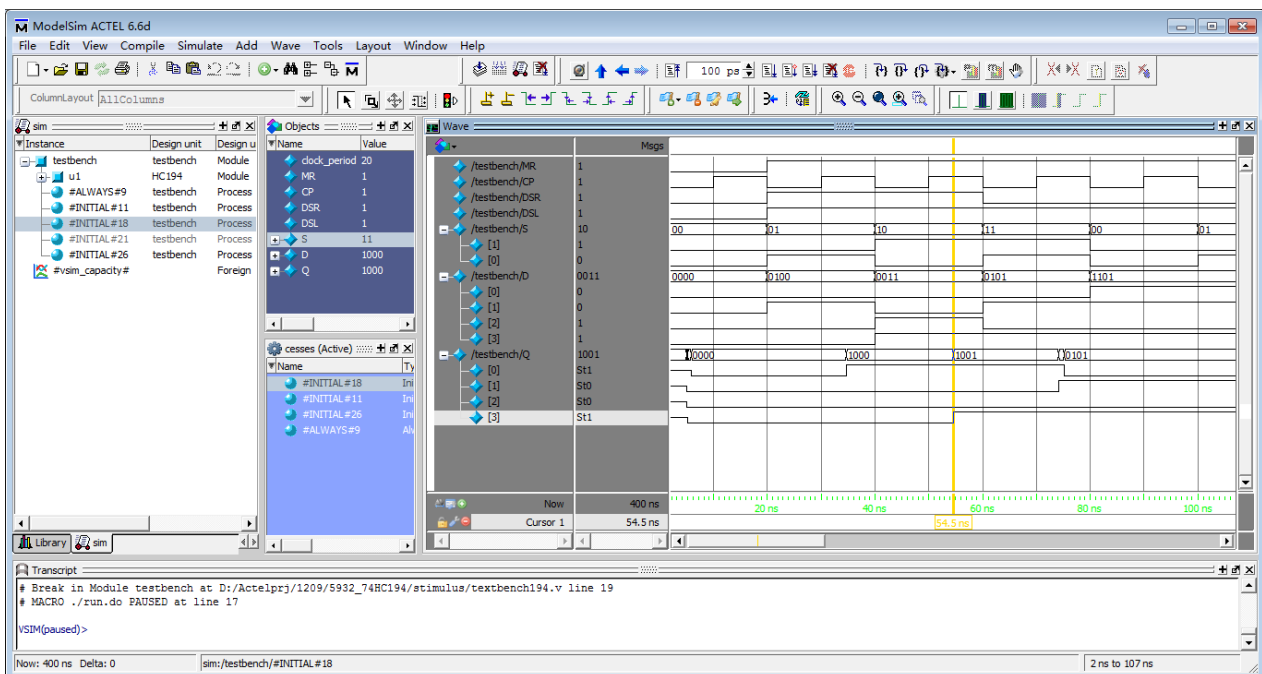 ModelSim ACTEL 6.6d
File Edit View Compile Simulate Add Wave Tools Layout Window Help
100 ps
ColumnLayout AllColumns
sim
Instance Design unit Design u
testbench testbench Module
u1 HC194 Module
#ALWAYS#9 testbench Process
#INITIAL#11 testbench Process
#INITIAL#18 testbench Process
#INITIAL#21 testbench Process
#INITIAL#26 testbench Process
#vsim_capacity# Foreign
Library sim
Objects
Name Value
clock_period 20
MR 1
CP 1
DSR 1
DSL 1
S 11
D 1000
Q 1000
cesses (Active)
Name Ty
#INITIAL#18 Ini
#INITIAL#11 Ini
#INITIAL#26 Ini
#ALWAYS#9 Alw
Wave
Msgs
/testbench/MR 1
/testbench/CP 1
/testbench/DSR 1
/testbench/DSL 1
/testbench/S 10 00 01 10 11 00 01
[1] 1
[0] 0
/testbench/D 0011 0000 0100 0011 0101 1101
[0] 0
[1] 0
[2] 1
[3] 1
/testbench/Q 1001 0000 1000 1001 0101
[0] St1
[1] St0
[2] St0
[3] St1
Now 400 ns 20 ns 40 ns 60 ns 80 ns 100 ns
Cursor 1 54.5 ns 54.5 ns
Transcript
# Break in Module testbench at D:/Actelprj/1209/5932_74HC194/stimulus/textbench194.v line 19
# MACRO ./run.do PAUSED at line 17
VSIM(paused)>
Now: 400 ns Delta: 0 sim:/testbench/#INITIAL#18 2 ns to 107 ns